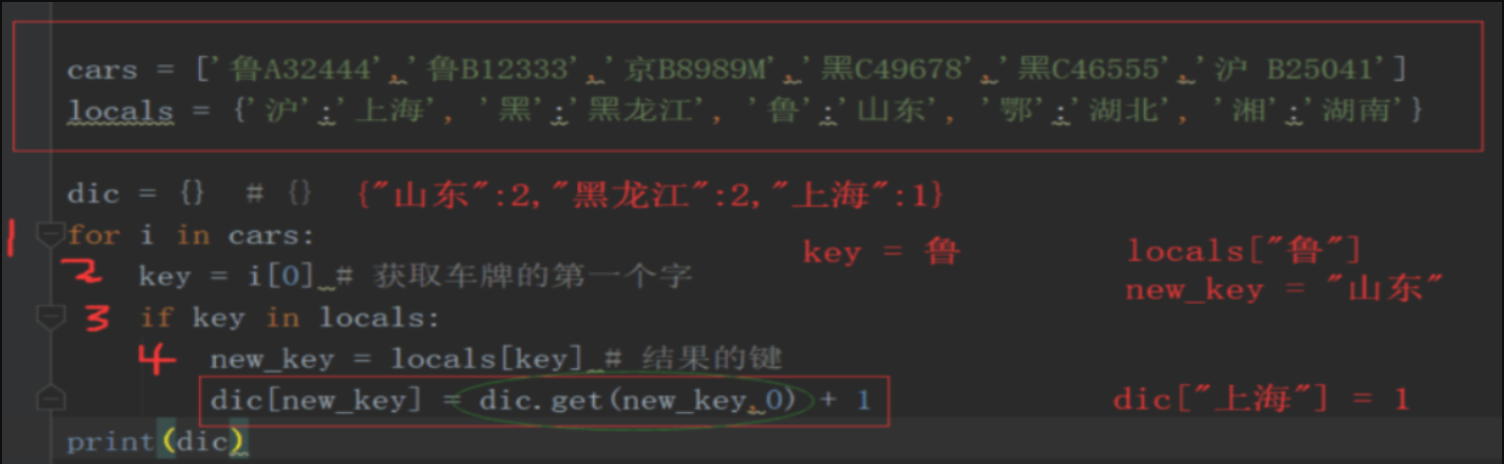 cars = ['鲁A32444','鲁B12333','京B8989M','黑C49678','黑C46555','沪 B25041']
locals = {'沪':'上海', '黑':'黑龙江', '鲁':'山东', '鄂':'湖北', '湘':'湖南'}
dic = {}  # {} {"山东":2,"黑龙江":2,"上海":1}
1 for i in cars:
key = 鲁 locals["鲁"]
2 key = i[0] # 获取车牌的第一个字
new_key = "山东"
3 if key in locals:
4 new_key = locals[key] # 结果的键
dic[new_key] = dic.get(new_key,0) + 1 dic["上海"] = 1
print(dic)